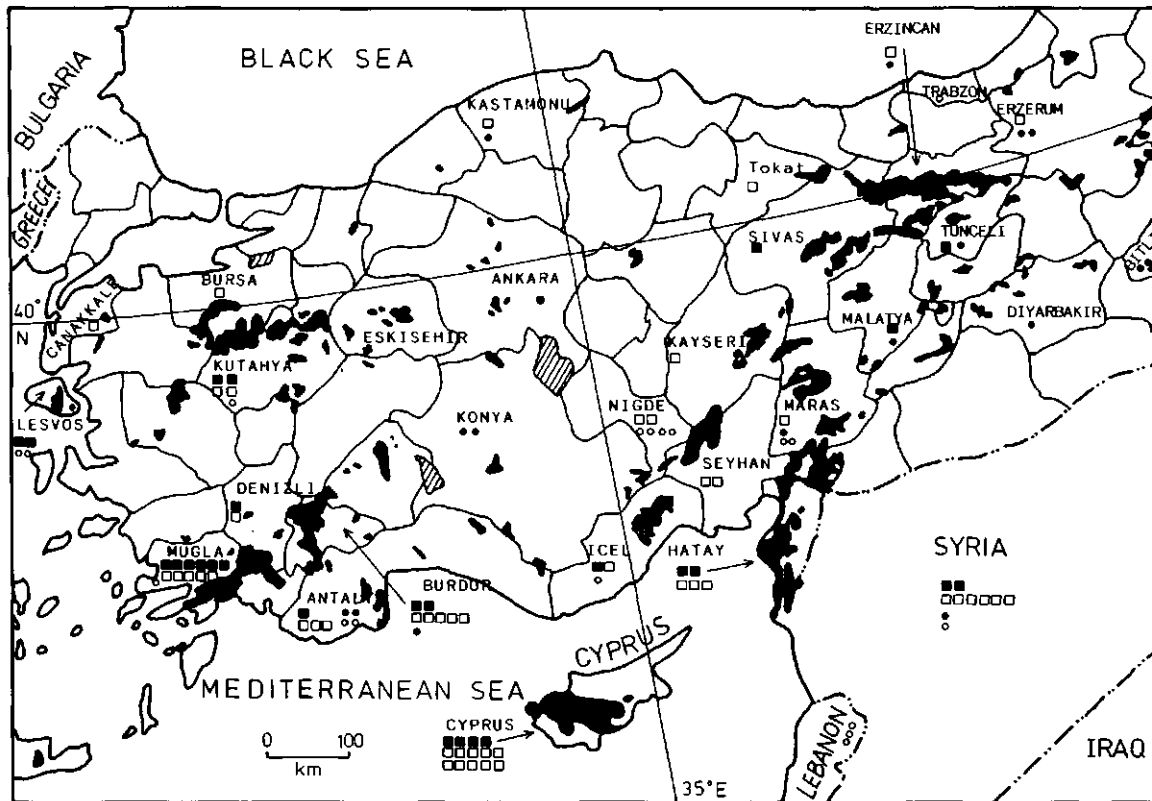 ERZINCAN
BLACK SEA
BULGARIA
TRABZON
KASTAMONU
ERZERUM
Tokat
GREECE
SIVAS
TUNCELI
BURSA
ANKARA
40°
N
CANAKKALE
ESKISEHIR
MALATYA
DIYARBAKIR
KUTAHYA
KAYSERI
LESVOS
KONYA
NIGDE
MARAS
SEYHAN
DENIZLI
MUGLA
ICEL
HATAY
SYRIA
BURDUR
CYPRUS
MEDITERRANEAN SEA
CYPRUS
0 100
km
LEBANON
IRAQ
35°E